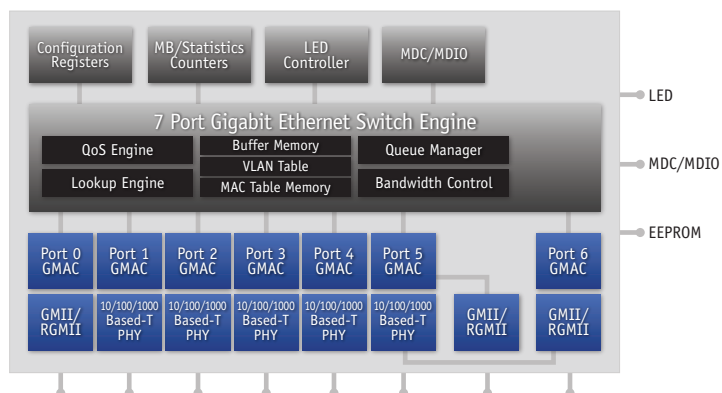 Configuration
Registers
MB/Statistics
Counters
LED
Controller
MDC/MDIO
LED
7 Port Gigabit Ethernet Switch Engine
QoS Engine
Buffer Memory
Queue Manager
VLAN Table
MDC/MDIO
Lookup Engine
MAC Table Memory
Bandwidth Control
EEPROM
Port 0
GMAC
Port 1
GMAC
Port 2
GMAC
Port 3
GMAC
Port 4
GMAC
Port 5
GMAC
Port 6
GMAC
GMII/
RGMII
10/100/1000
Based-T
PHY
10/100/1000
Based-T
PHY
10/100/1000
Based-T
PHY
10/100/1000
Based-T
PHY
10/100/1000
Based-T
PHY
GMII/
RGMII
GMII/
RGMII